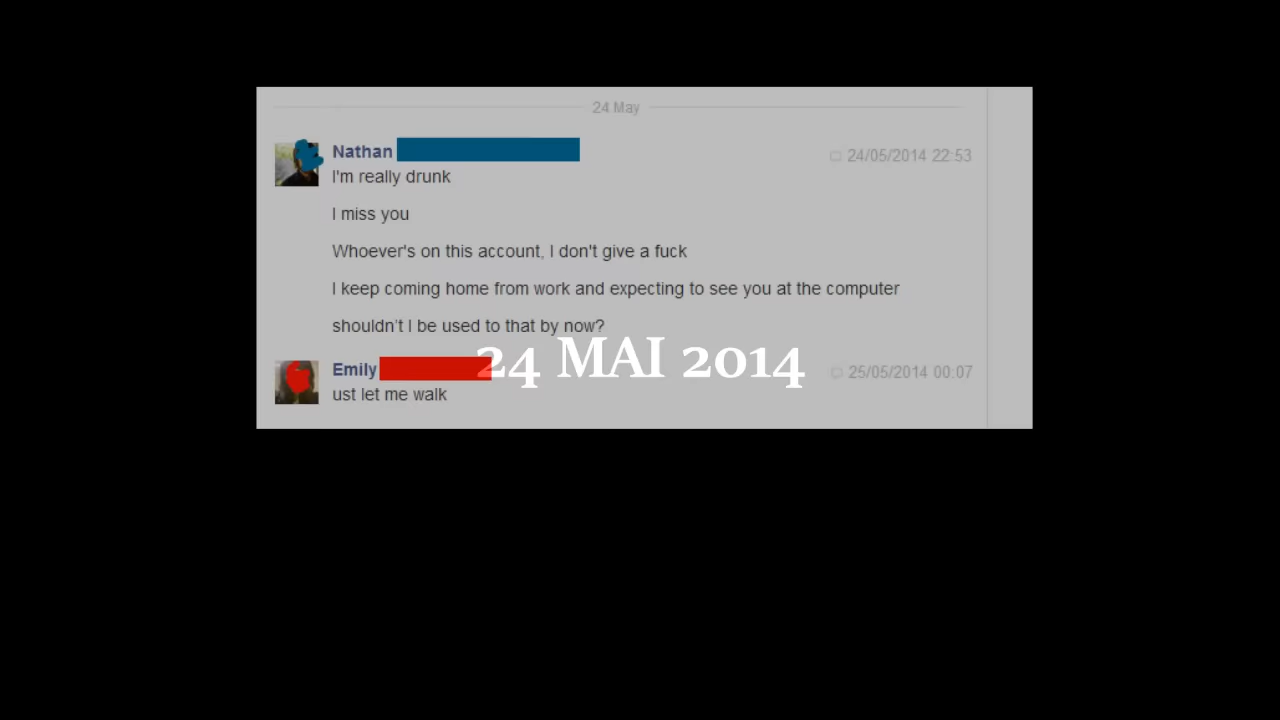 24 May
Nathan
24/05/2014 22:53
I'm really drunk
I miss you
Whoever's on this account, I don't give a fuck
I keep coming home from work and expecting to see you at the computer
shouldn't I be used to that by now?
24 MAI 2014
Emily
25/05/2014 00:07
ust let me walk